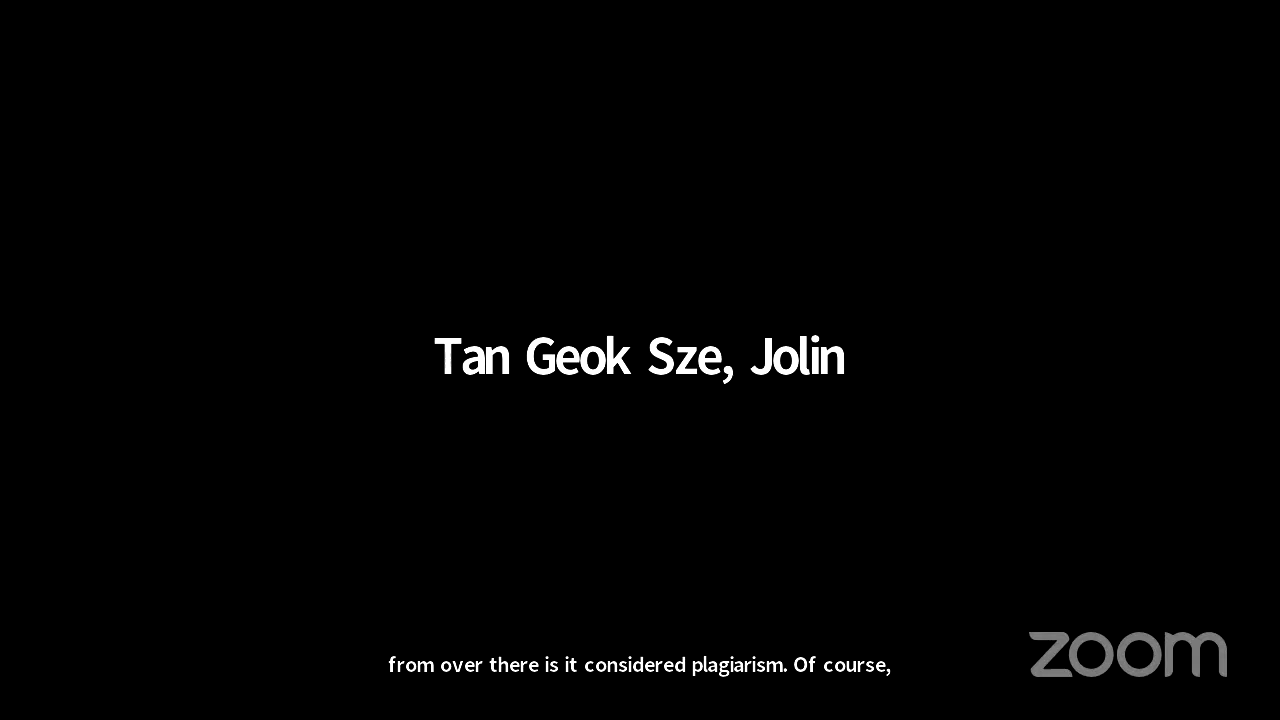 Tan Geok Sze, Jolin
from over there is it considered plagiarism. Of course,
zoom